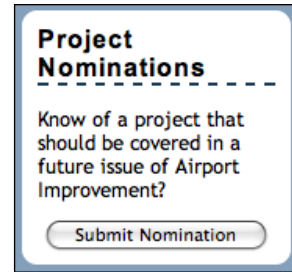 Project
Nominations
Know of a project that
should be covered in a
future issue of Airport
Improvement?
Submit Nomination